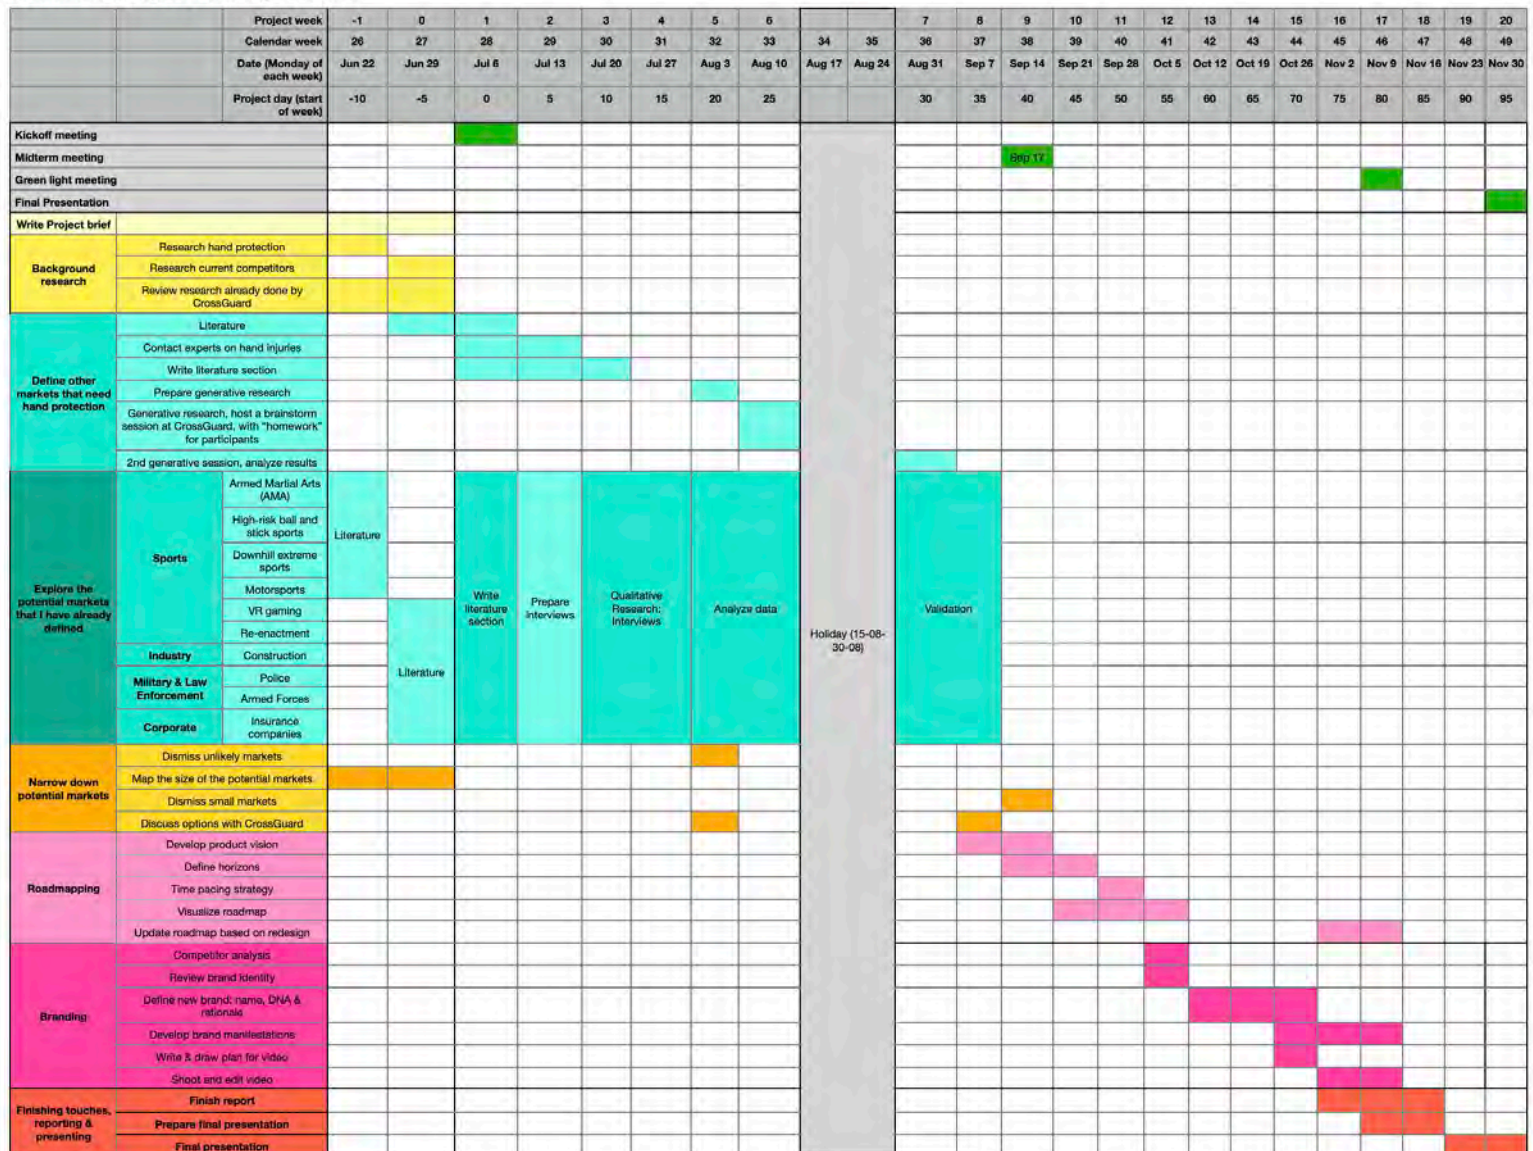 Project week -1 0 1 2 3 4 5 6 7 8 9 10 11 12 13 14 15 16 17 18 19 20
Calendar week 26 27 28 29 30 31 32 33 34 35 36 37 38 39 40 41 42 43 44 45 46 47 48 49
Date (Monday of Jun 22 Jun 29 Jul 6 Jul 13 Jul 20 Jul 27 Aug 3 Aug 10 Aug 17 Aug 24 Aug 31 Sep 7 Sep 14 Sep 21 Sep 28 Oct 5 Oct 12 Oct 19 Oct 26 Nov 2 Nov 9 Nov 16 Nov 23 Nov 30
each week)
Project day (start -10 -5 0 5 10 15 20 25 30 35 40 45 50 55 60 65 70 75 80 85 90 95
of week)
Kickoff meeting
Midterm meeting Sep 17
Green light meeting
Final Presentation
Write Project brief
Background
research
Research hand protection
Research current competitors
Review research already done by
CrossGuard
Define other
markets that need
hand protection
Literature
Contact experts on hand injuries
Write literature section
Prepare generative research
Generative research, host a brainstorm
session at CrossGuard, with "homework"
for participants
2nd generative session, analyze results
Explore the
potential markets
that I have already
defined
Sports
Armed Martial Arts
(AMA)
High-risk ball and
stick sports
Downhill extreme
sports
Motorsports
VR gaming
Re-enactment
Industry
Construction
Military & Law
Enforcement
Police
Armed Forces
Corporate
Insurance
companies
Literature
Literature
Write
literature
section
Prepare
interviews
Qualitative
Research:
Interviews
Analyze data
Holiday (15-08-
30-08)
Validation
Narrow down
potential markets
Dismiss unlikely markets
Map the size of the potential markets
Dismiss small markets
Discuss options with CrossGuard
Roadmapping
Develop product vision
Define horizons
Time pacing strategy
Visualize roadmap
Update roadmap based on redesign
Branding
Competitor analysis
Review brand identity
Define new brand: name, DNA &
rationale
Develop brand manifestations
Write & draw plan for video
Shoot and edit video
Finishing touches,
reporting &
presenting
Finish report
Prepare final presentation
Final presentation